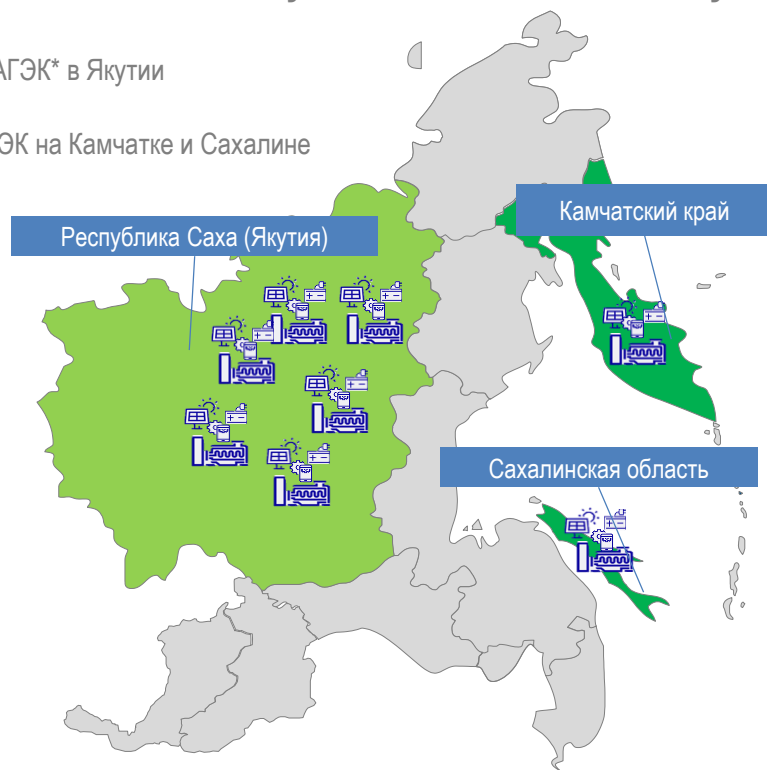 АГЭК* в Якутии
ЭК на Камчатке и Сахалине
Камчатский край
Республика Саха (Якутия)
Сахалинская область